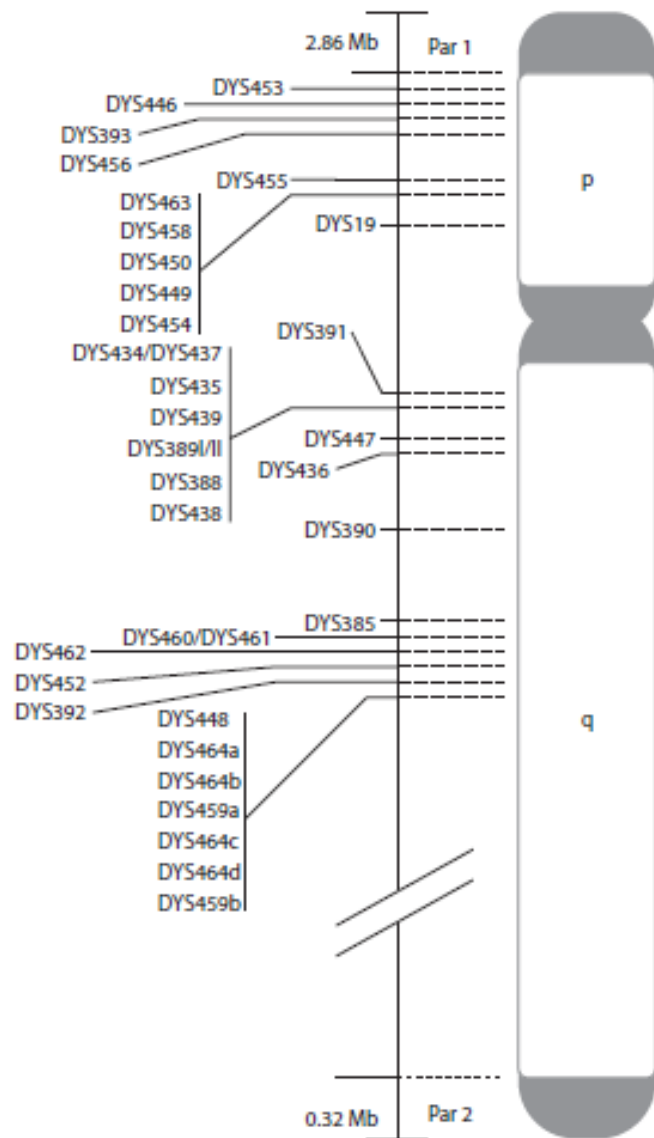 2.86 Mb
Par 1
DYS453
DYS446
DYS393
DYS456
DYS455
DYS463
DYS458
DYS450
DYS449
DYS454
DYS19
p
DYS391
DYS434/DYS437
DYS435
DYS439
DYS389I/II
DYS388
DYS438
DYS447
DYS436
DYS390
DYS385
DYS460/DYS461
DYS462
DYS452
DYS392
DYS448
DYS464a
DYS464b
DYS459a
DYS464c
DYS464d
DYS459b
q
0.32 Mb
Par 2